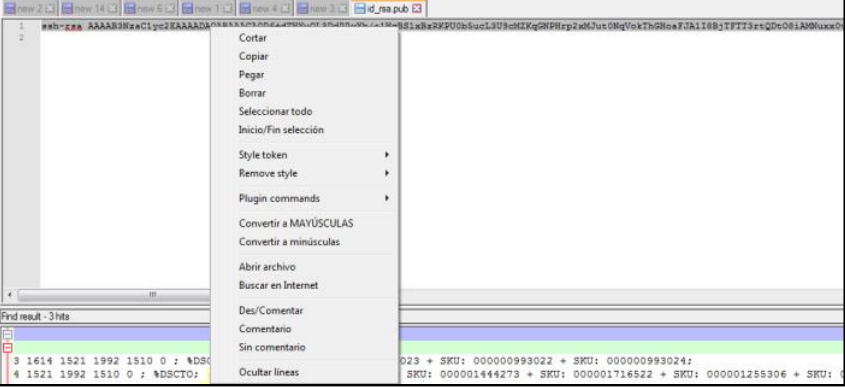 new 2 new 14 new 6 new 1 new 4 new 3 id_rsa.pub
1 ssh-rsa
2
Cortar
Copiar
Pegar
Borrar
Seleccionar todo
Inicio/Fin selección
Style token
Remove style
Plugin commands
Convertir a MAYÚSCULAS
Convertir a minúsculas
Abrir archivo
Buscar en Internet
Des/Comentar
Comentario
Sin comentario
Ocultar líneas
Find result - 3 hits
3 1614 1521 1992 1510 0 ; %DSC 023 + SKU: 000000993022 + SKU: 000000993024;
4 1521 1992 1510 0 ; %DSCTO; SKU: 000001444273 + SKU: 000001716522 + SKU: 000001255306 + SKU: